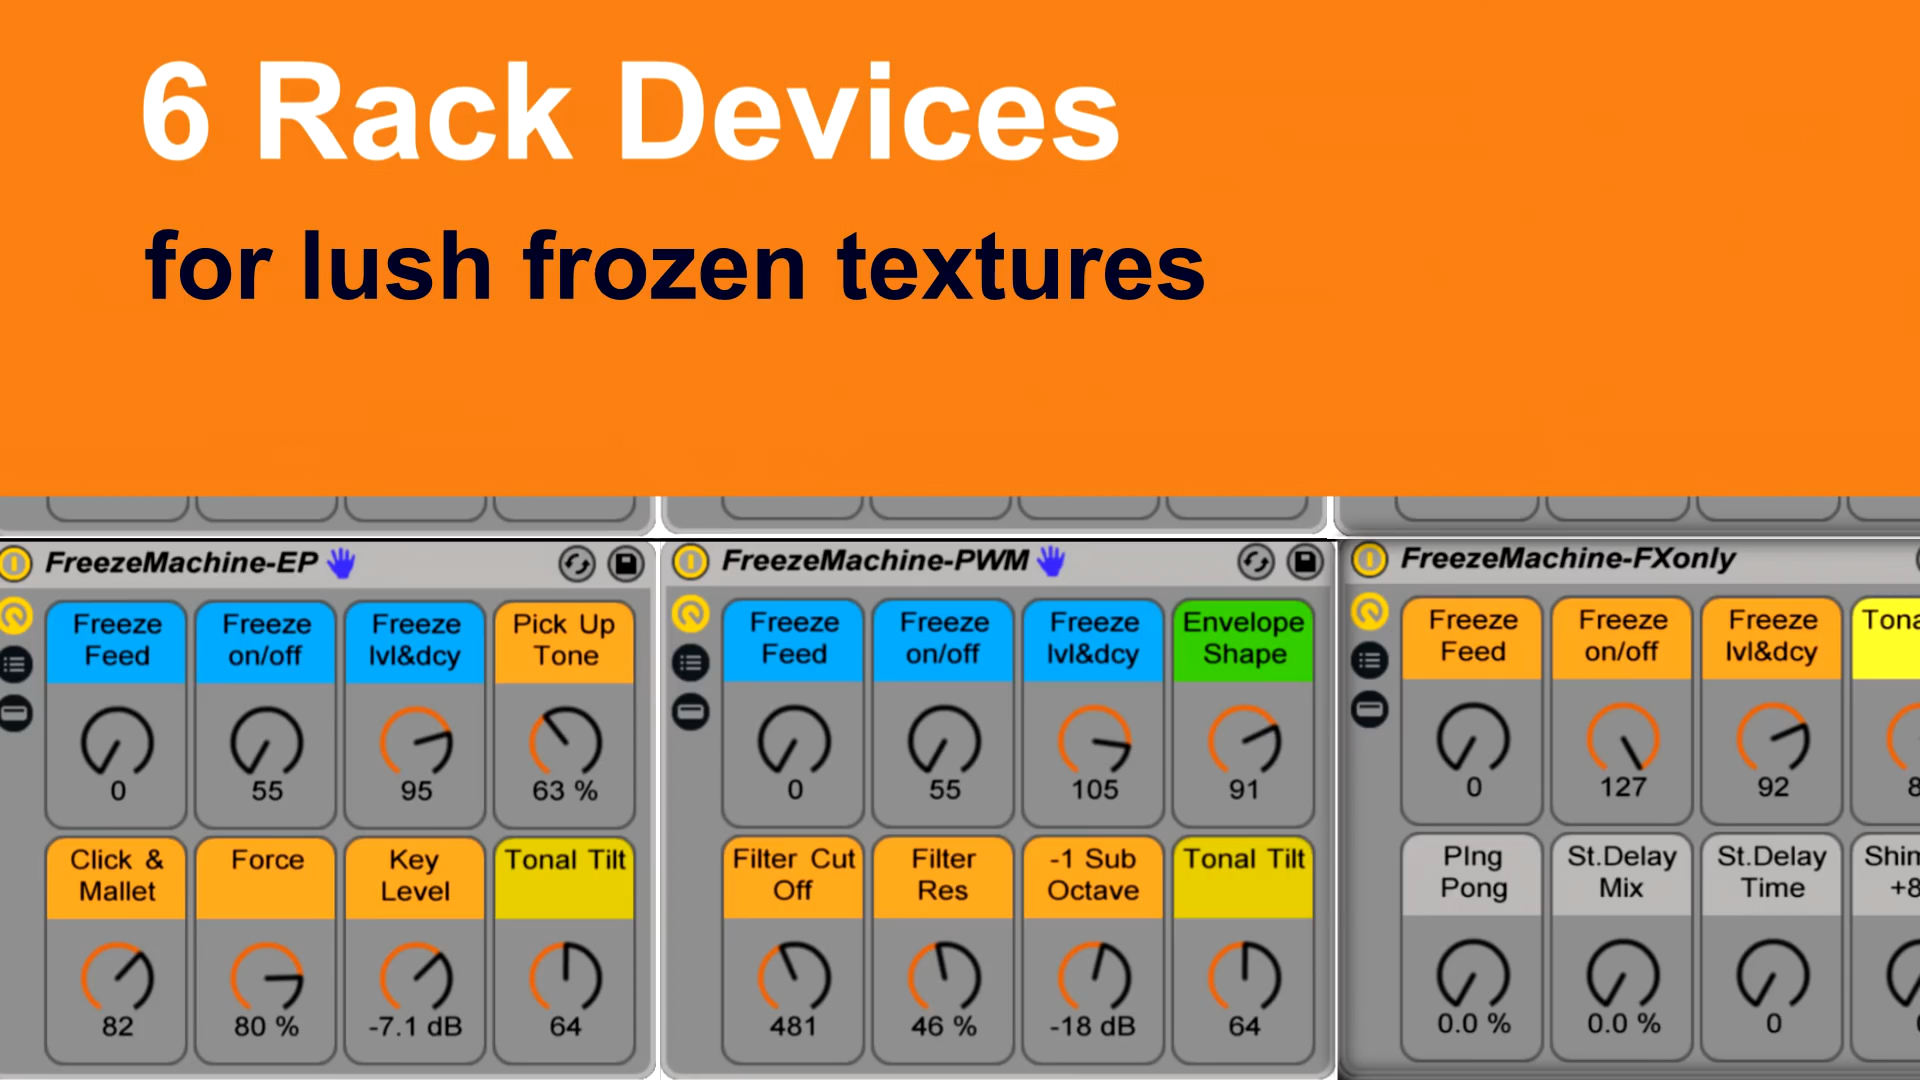 6 Rack Devices
for lush frozen textures
FreezeMachine-EP
Freeze Feed
Freeze on/off
Freeze lvl&dcy
Pick Up Tone
0
55
95
63 %
Click & Mallet
Force
Key Level
Tonal Tilt
82
80 %
-7.1 dB
64
FreezeMachine-PWM
Freeze Feed
Freeze on/off
Freeze lvl&dcy
Envelope Shape
0
55
105
91
Filter Cut Off
Filter Res
-1 Sub Octave
Tonal Tilt
481
46 %
-18 dB
64
FreezeMachine-FXonly
Freeze Feed
Freeze on/off
Freeze lvl&dcy
Tona
0
127
92
8
PIng Pong
St.Delay Mix
St.Delay Time
Shim +8
0.0 %
0.0 %
0